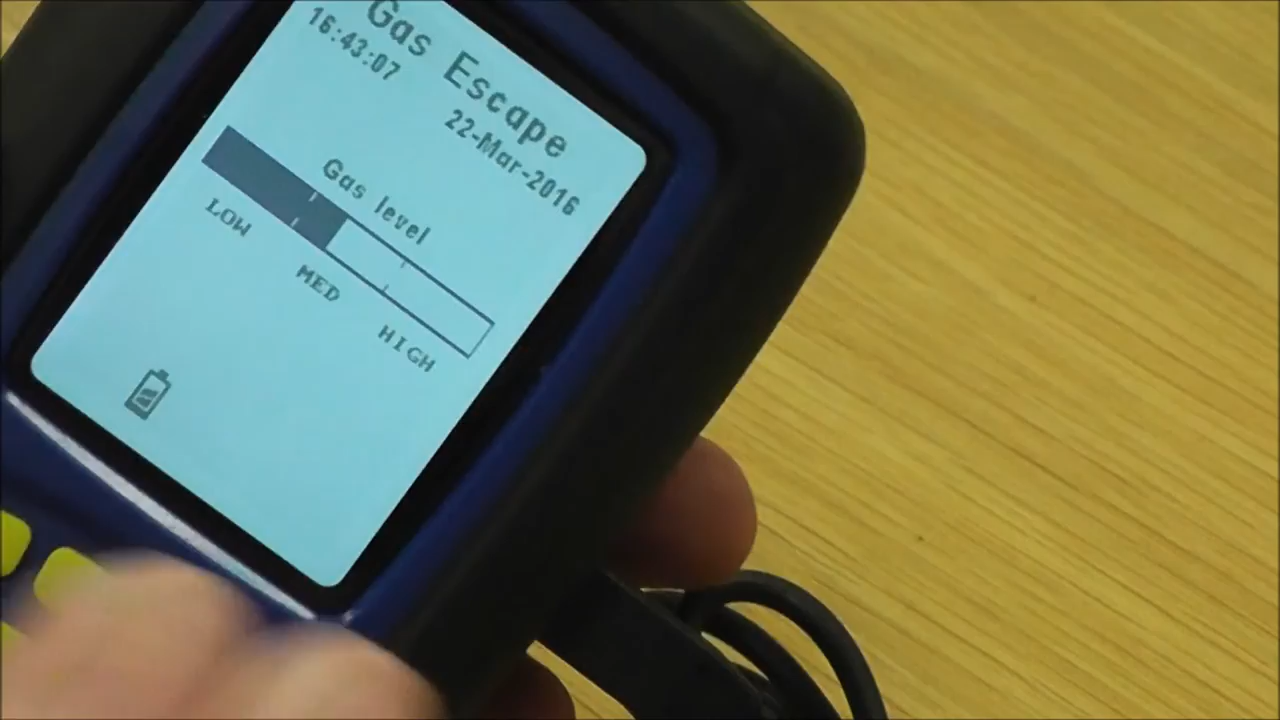 Gas Escape
16:43:07
22-Mar-2016
Gas level
LOW
MED
HIGH